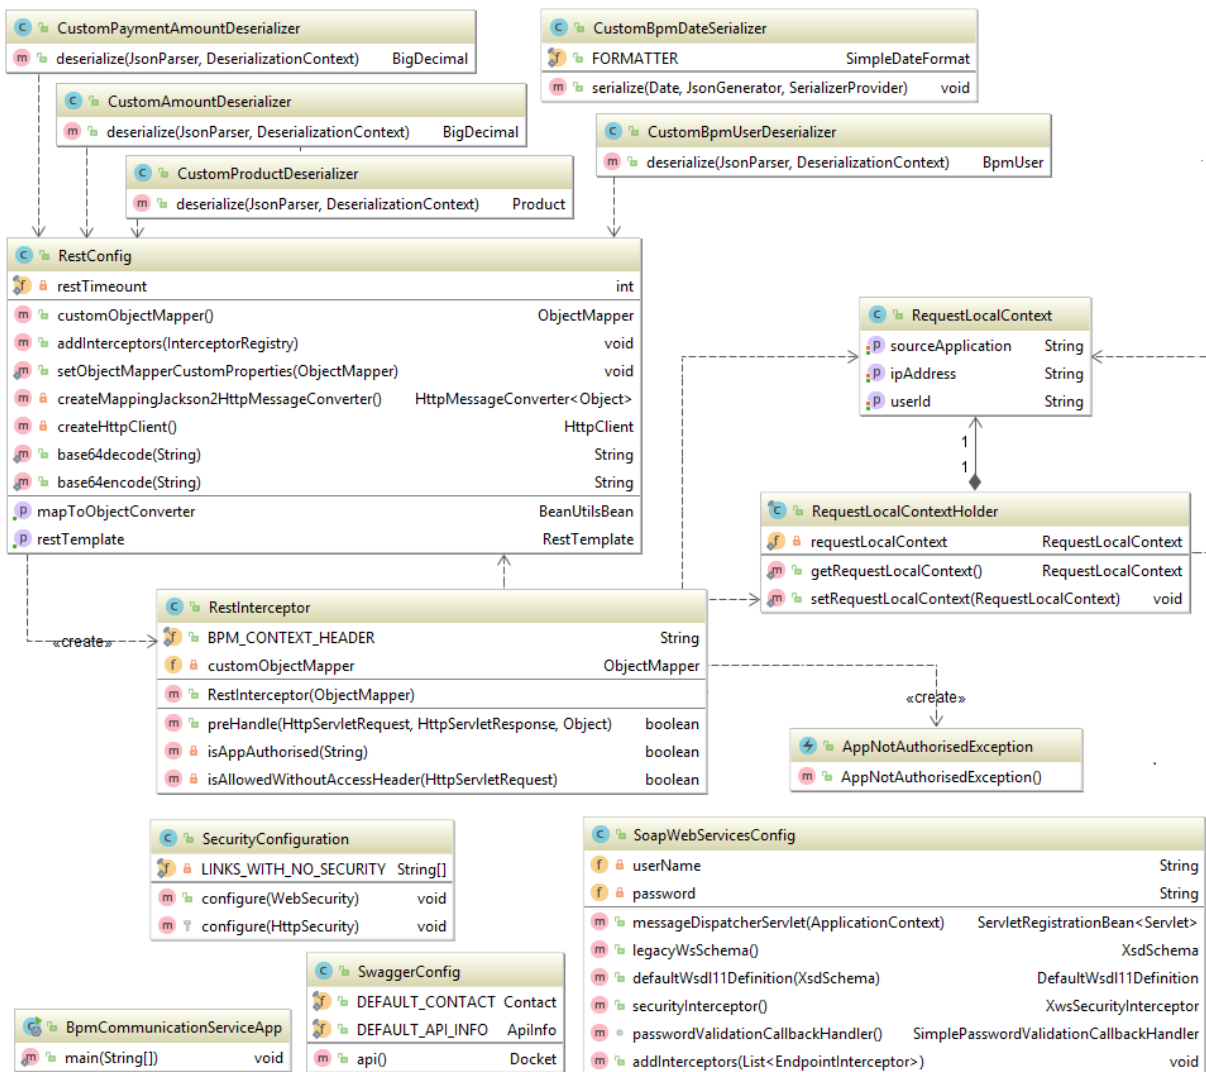 CustomPaymentAmountDeserializer
deserialize(JsonParser, DeserializationContext) BigDecimal
CustomBpmDateSerializer
FORMATTER SimpleDateFormat
serialize(Date, JsonGenerator, SerializerProvider) void
CustomAmountDeserializer
deserialize(JsonParser, DeserializationContext) BigDecimal
CustomBpmUserDeserializer
deserialize(JsonParser, DeserializationContext) BpmUser
CustomProductDeserializer
deserialize(JsonParser, DeserializationContext) Product
RestConfig
restTimeount int
customObjectMapper() ObjectMapper
addInterceptors(InterceptorRegistry) void
setObjectMapperCustomProperties(ObjectMapper) void
createMappingJackson2HttpMessageConverter() HttpMessageConverter<Object>
createHttpClient() HttpClient
base64decode(String) String
base64encode(String) String
mapToObjectConverter BeanUtilsBean
restTemplate RestTemplate
RequestLocalContext
sourceApplication String
ipAddress String
userId String
1
1
RequestLocalContextHolder
requestLocalContext RequestLocalContext
getRequestLocalContext() RequestLocalContext
setRequestLocalContext(RequestLocalContext) void
«create»
RestInterceptor
BPM_CONTEXT_HEADER String
customObjectMapper ObjectMapper
RestInterceptor(ObjectMapper)
preHandle(HttpServletRequest, HttpServletResponse, Object) boolean
isAppAuthorised(String) boolean
isAllowedWithoutAccessHeader(HttpServletRequest) boolean
«create»
AppNotAuthorisedException
AppNotAuthorisedException()
SecurityConfiguration
LINKS_WITH_NO_SECURITY String[]
configure(WebSecurity) void
configure(HttpSecurity) void
SoapWebServicesConfig
userName String
password String
messageDispatcherServlet(ApplicationContext) ServletRegistrationBean<Servlet>
legacyWsSchema() XsdSchema
defaultWsdl11Definition(XsdSchema) DefaultWsdl11Definition
securityInterceptor() XwsSecurityInterceptor
passwordValidationCallbackHandler() SimplePasswordValidationCallbackHandler
addInterceptors(List<EndpointInterceptor>) void
SwaggerConfig
DEFAULT_CONTACT Contact
DEFAULT_API_INFO ApiInfo
api() Docket
BpmCommunicationServiceApp
main(String[]) void